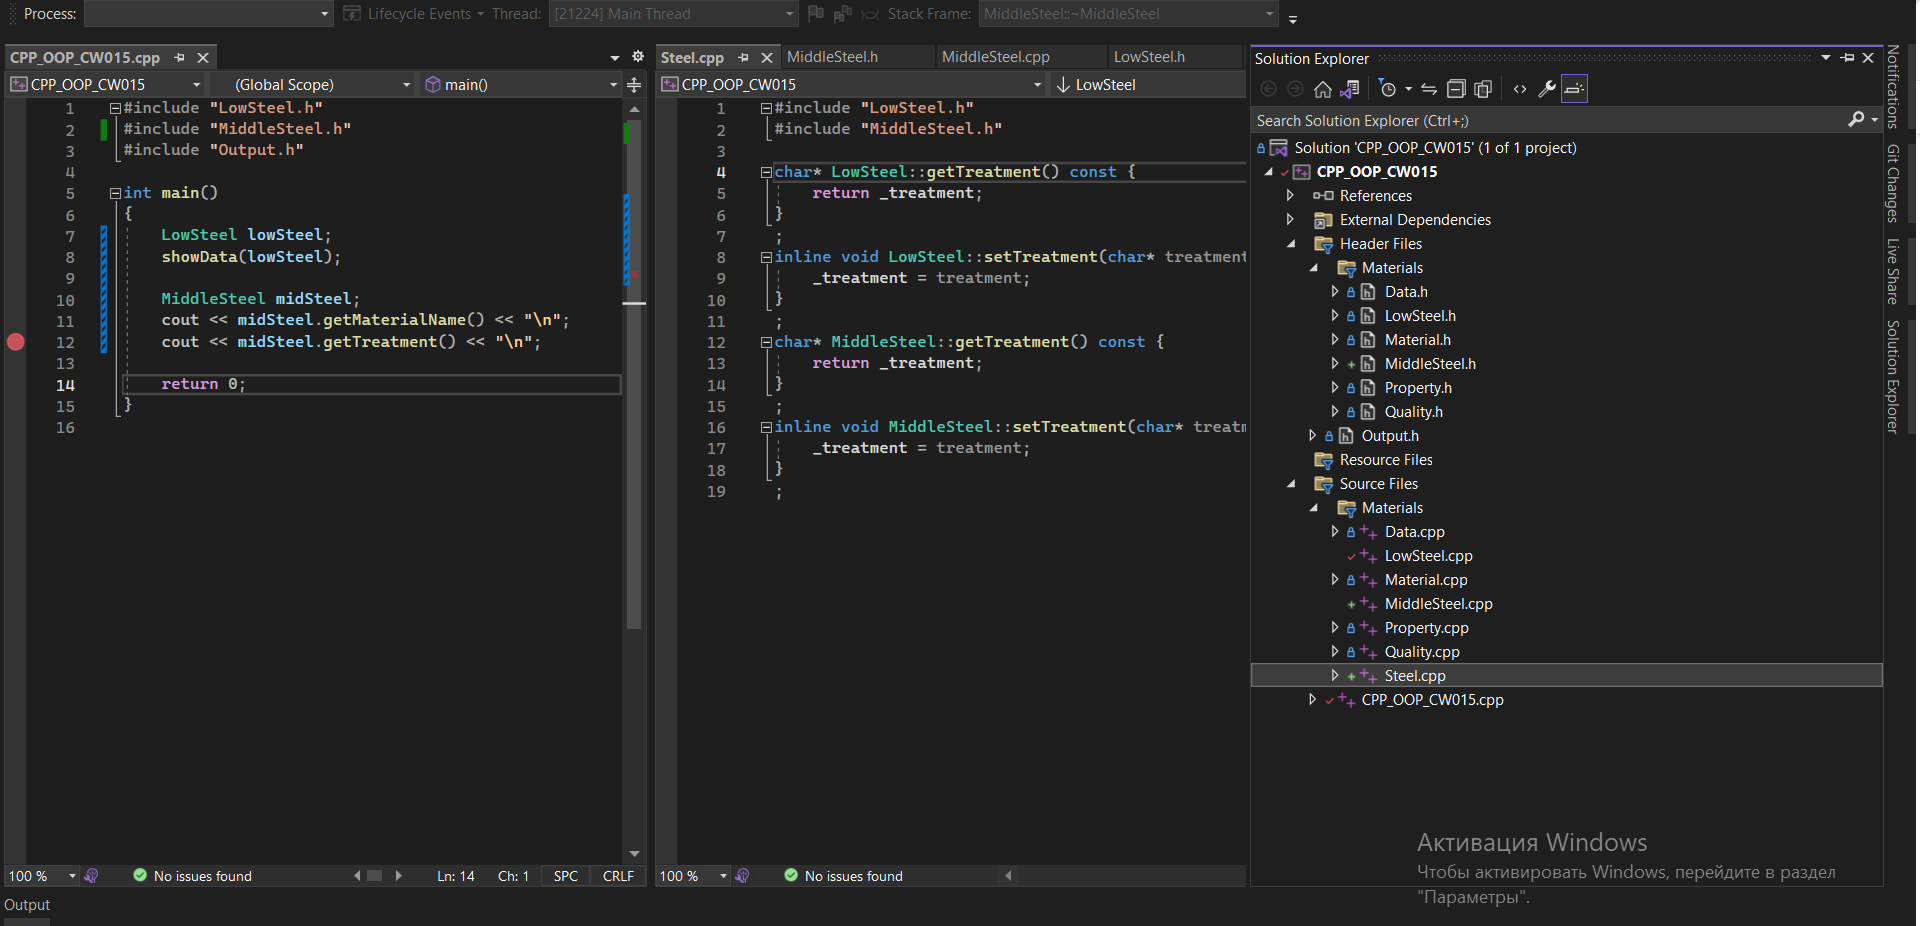 Process:
Lifecycle Events
Thread:
[21224] Main Thread
Stack Frame:
MiddleSteel::~MiddleSteel
CPP_OOP_CW015.cpp
CPP_OOP_CW015
(Global Scope)
main()
1 #include "LowSteel.h"
2 #include "MiddleSteel.h"
3 #include "Output.h"
4
5 int main()
6 {
7 LowSteel lowSteel;
8 showData(lowSteel);
9
10 MiddleSteel midSteel;
11 cout << midSteel.getMaterialName() << "\n";
12 cout << midSteel.getTreatment() << "\n";
13
14 return 0;
15 }
16
100 %
No issues found
Ln: 14
Ch: 1
SPC
CRLF
Output
Steel.cpp
MiddleSteel.h
MiddleSteel.cpp
LowSteel.h
CPP_OOP_CW015
LowSteel
1 #include "LowSteel.h"
2 #include "MiddleSteel.h"
3
4 char* LowSteel::getTreatment() const {
5 return _treatment;
6 }
7 ;
8 inline void LowSteel::setTreatment(char* treatment
9 _treatment = treatment;
10 }
11 ;
12 char* MiddleSteel::getTreatment() const {
13 return _treatment;
14 }
15 ;
16 inline void MiddleSteel::setTreatment(char* treatm
17 _treatment = treatment;
18 }
19 ;
100 %
No issues found
Solution Explorer
Search Solution Explorer (Ctrl+;)
Solution 'CPP_OOP_CW015' (1 of 1 project)
CPP_OOP_CW015
References
External Dependencies
Header Files
Materials
Data.h
LowSteel.h
Material.h
MiddleSteel.h
Property.h
Quality.h
Output.h
Resource Files
Source Files
Materials
Data.cpp
LowSteel.cpp
Material.cpp
MiddleSteel.cpp
Property.cpp
Quality.cpp
Steel.cpp
CPP_OOP_CW015.cpp
Активация Windows
Чтобы активировать Windows, перейдите в раздел
"Параметры".
Notifications
Git Changes
Live Share
Solution Explorer